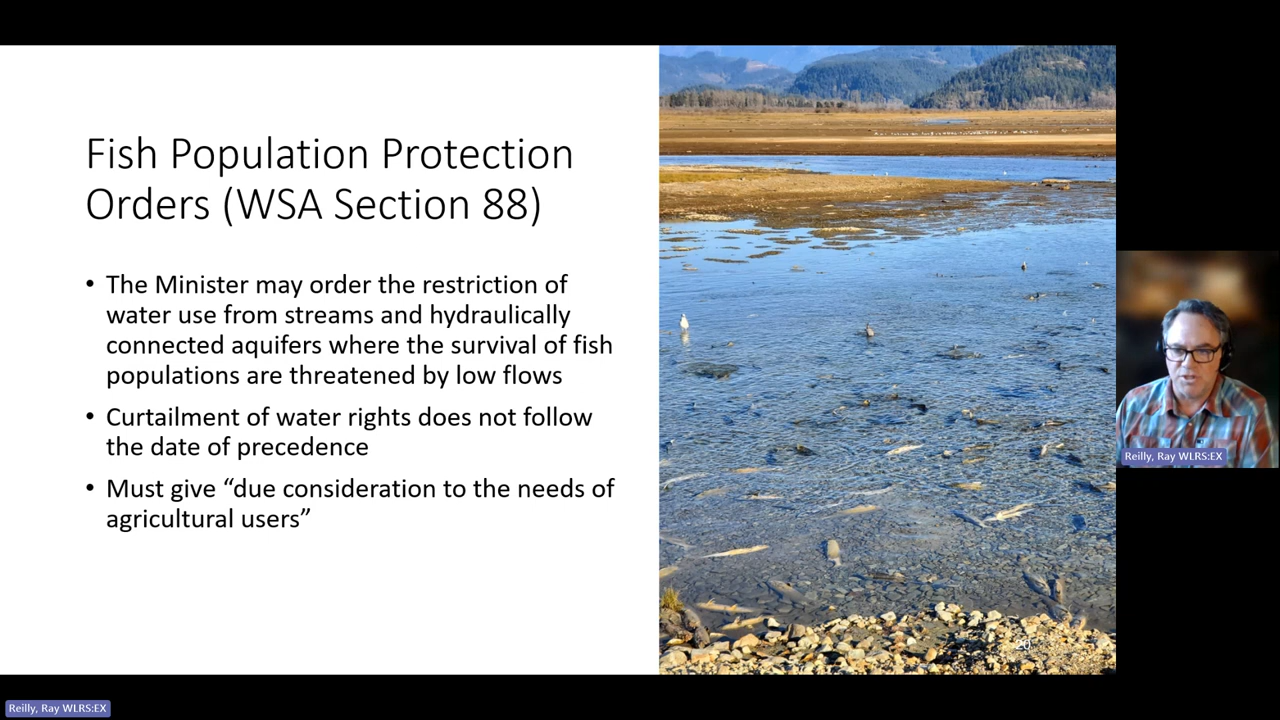 Fish Population Protection
Orders (WSA Section 88)
• The Minister may order the restriction of
water use from streams and hydraulically
connected aquifers where the survival of fish
populations are threatened by low flows
• Curtailment of water rights does not follow
the date of precedence
• Must give “due consideration to the needs of
agricultural users”
20
Reilly, Ray WLRS:EX
Reilly, Ray WLRS:EX